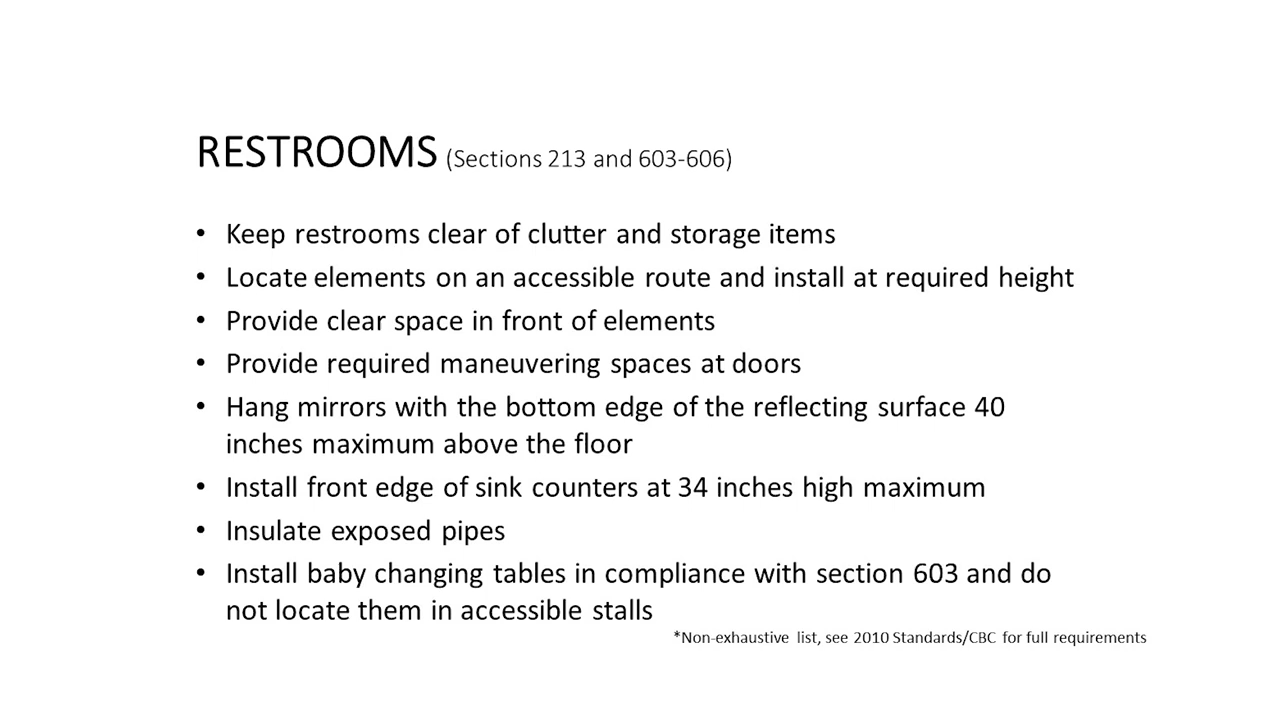 RESTROOMS (Sections 213 and 603-606)
• Keep restrooms clear of clutter and storage items
• Locate elements on an accessible route and install at required height
• Provide clear space in front of elements
• Provide required maneuvering spaces at doors
• Hang mirrors with the bottom edge of the reflecting surface 40
inches maximum above the floor
• Install front edge of sink counters at 34 inches high maximum
• Insulate exposed pipes
• Install baby changing tables in compliance with section 603 and do
not locate them in accessible stalls
*Non-exhaustive list, see 2010 Standards/CBC for full requirements